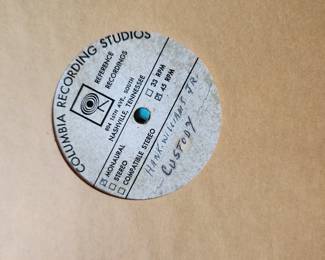 COLUMBIA RECORDING STUDIOS
REFERENCE
RECORDINGS
804 16TH AVE., SOUTH
NASHVILLE, TENNESSEE
33 RPM
45 RPM
MONAURAL
STEREO
COMPATIBLE STEREO
HANK WILLIAMS JR.
CUSTODY